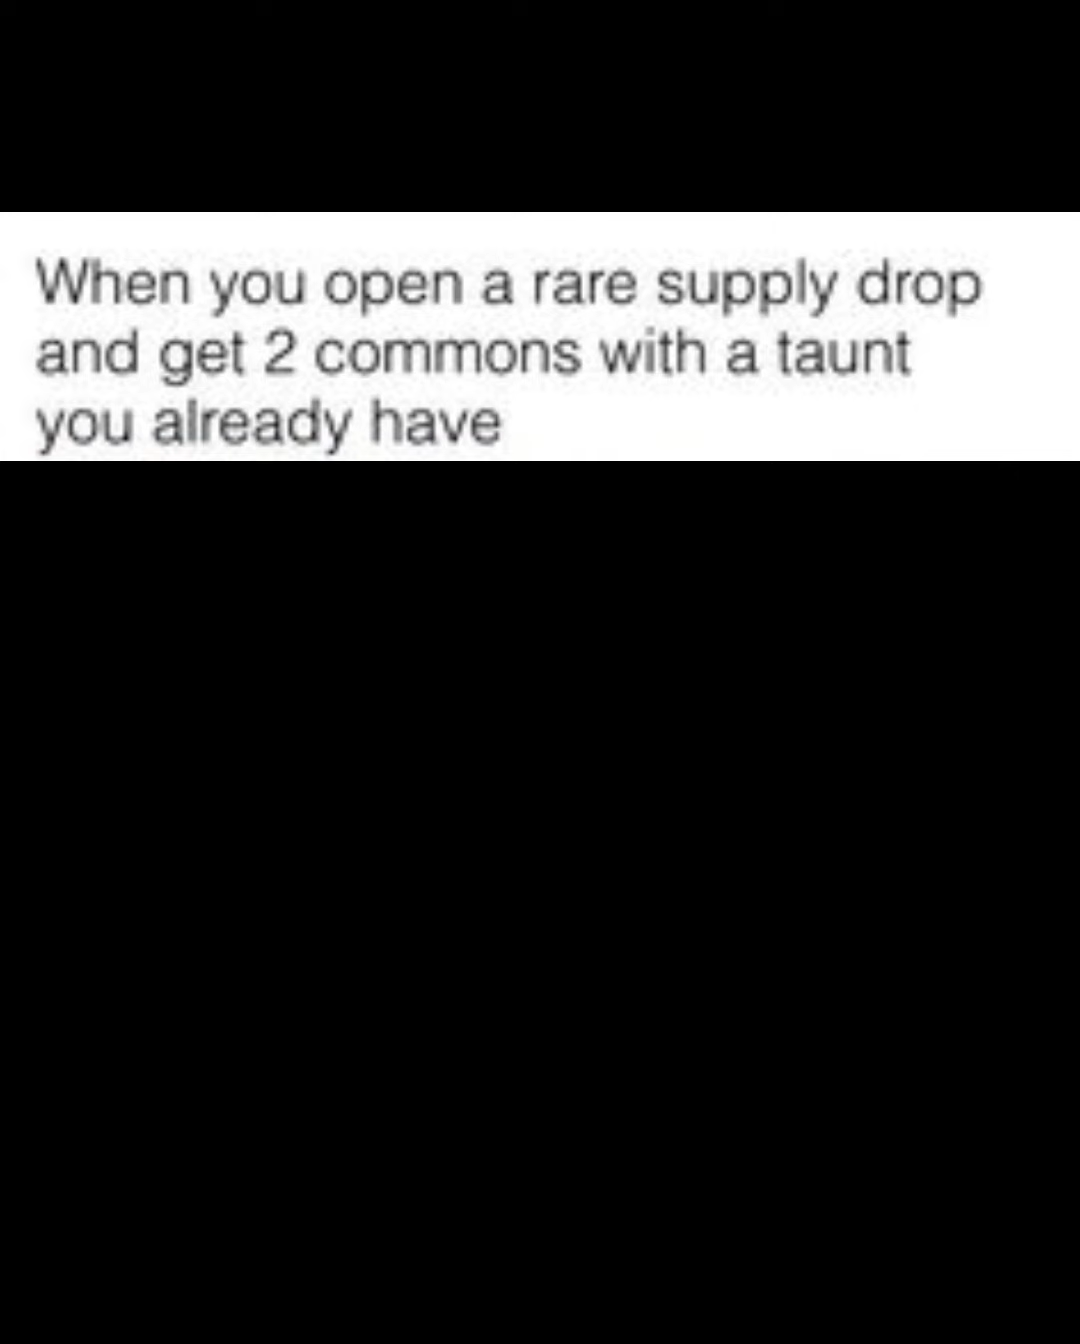 When you open a rare supply drop
and get 2 commons with a taunt
you already have